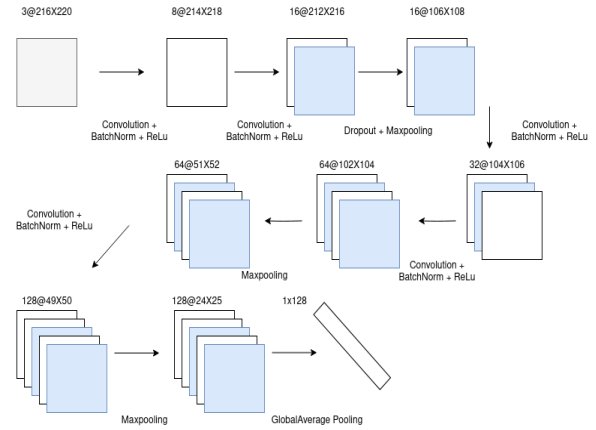 3@216X220
8@214X218
16@212X216
16@106X108
Convolution +
BatchNorm + ReLu
Convolution +
BatchNorm + ReLu
Dropout + Maxpooling
Convolution +
BatchNorm + ReLu
64@51X52
64@102X104
32@104X106
Convolution +
BatchNorm + ReLu
Maxpooling
Convolution +
BatchNorm + ReLu
128@49X50
128@24X25
1x128
Maxpooling
GlobalAverage Pooling